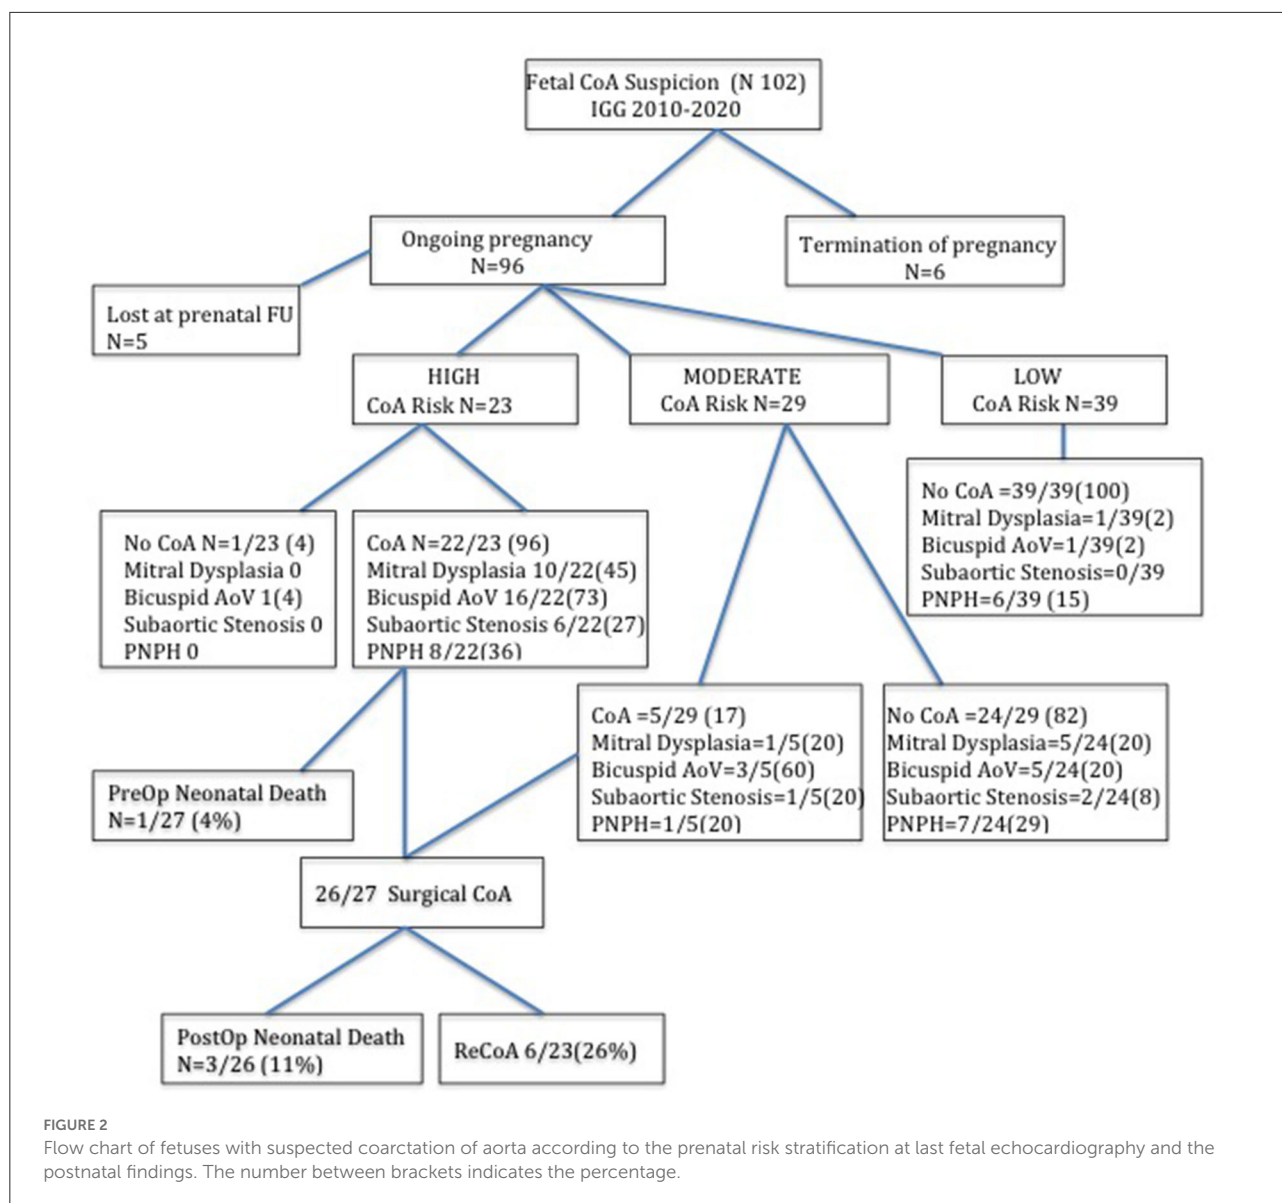 Fetal CoA Suspicion (N 102)
IGG 2010-2020
Ongoing pregnancy
N=96
Termination of pregnancy
N=6
Lost at prenatal FU
N=5
HIGH
CoA Risk N=23
MODERATE
CoA Risk N=29
LOW
CoA Risk N=39
No CoA =39/39(100)
Mitral Dysplasia=1/39(2)
Bicuspid AoV=1/39(2)
Subaortic Stenosis=0/39
PNPH=6/39 (15)
No CoA N=1/23 (4)
Mitral Dysplasia 0
Bicuspid AoV 1(4)
Subaortic Stenosis 0
PNPH 0
CoA N=22/23 (96)
Mitral Dysplasia 10/22(45)
Bicuspid AoV 16/22(73)
Subaortic Stenosis 6/22(27)
PNPH 8/22(36)
CoA =5/29 (17)
Mitral Dysplasia=1/5(20)
Bicuspid AoV=3/5(60)
Subaortic Stenosis=1/5(20)
PNPH=1/5(20)
No CoA =24/29 (82)
Mitral Dysplasia=5/24(20)
Bicuspid AoV=5/24(20)
Subaortic Stenosis=2/24(8)
PNPH=7/24(29)
PreOp Neonatal Death
N=1/27 (4%)
26/27 Surgical CoA
PostOp Neonatal Death
N=3/26 (11%)
ReCoA 6/23(26%)
FIGURE 2
Flow chart of fetuses with suspected coarctation of aorta according to the prenatal risk stratification at last fetal echocardiography and the
postnatal findings. The number between brackets indicates the percentage.